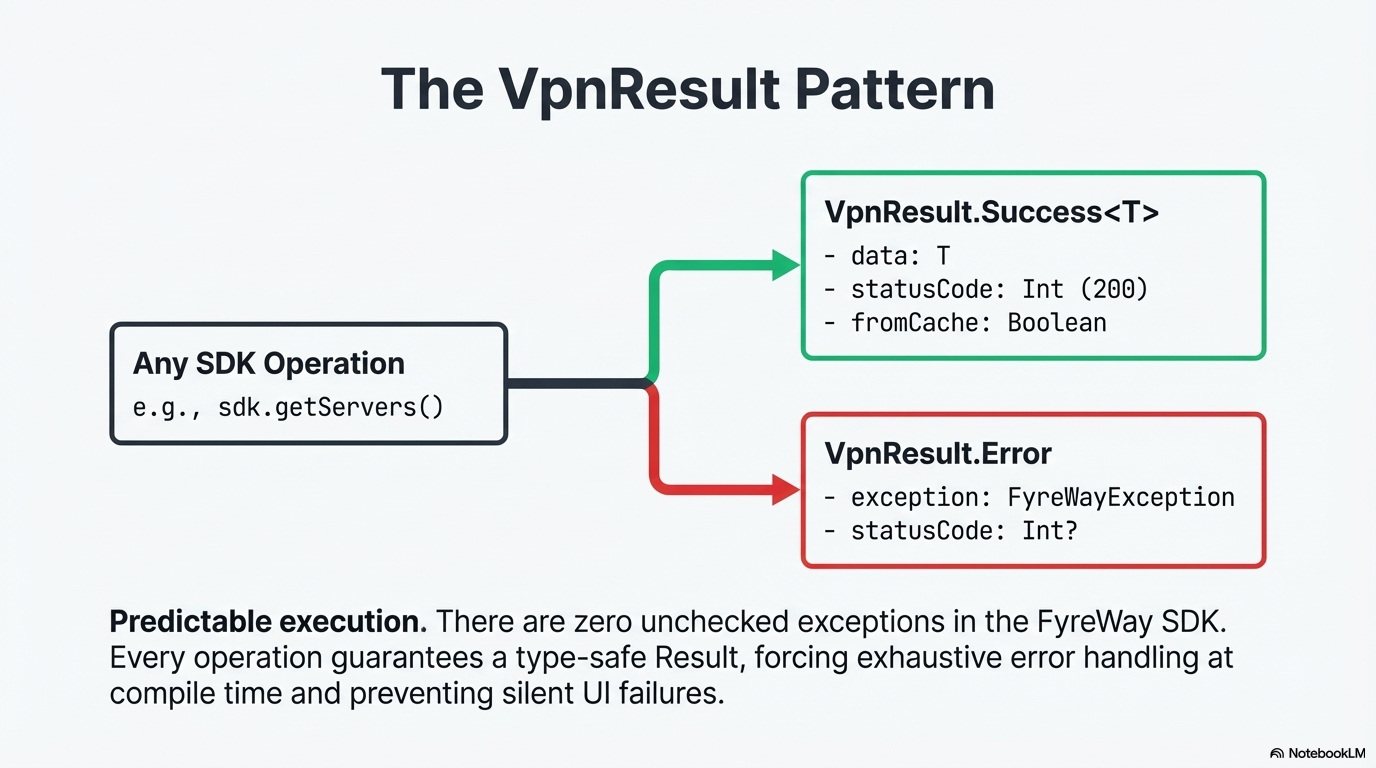 The VpnResult Pattern
Any SDK Operation
e.g., sdk.getServers()
VpnResult.Success<T>
- data: T
- statusCode: Int (200)
- fromCache: Boolean
VpnResult.Error
- exception: FyreWayException
- statusCode: Int?
Predictable execution. There are zero unchecked exceptions in the FyreWay SDK.
Every operation guarantees a type-safe Result, forcing exhaustive error handling at
compile time and preventing silent UI failures.
NotebookLM